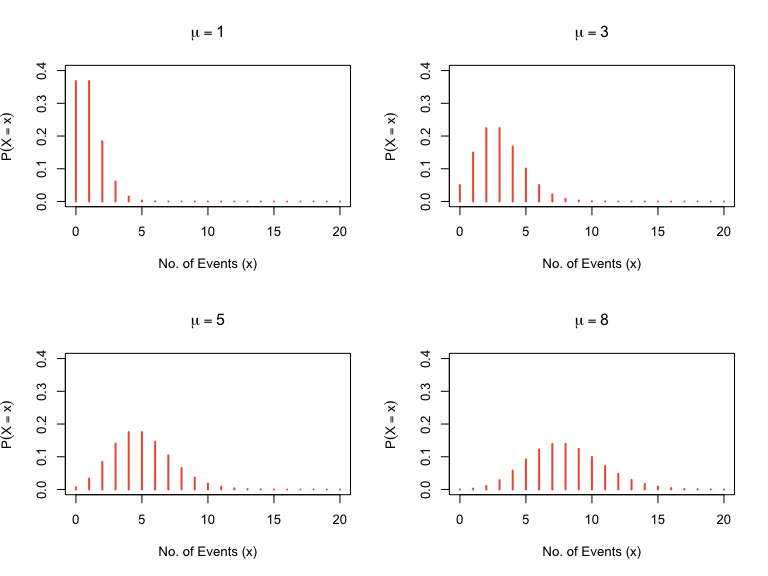 μ = 1
0.0 0.1 0.2 0.3 0.4
P(X = x)
0 5 10 15 20
No. of Events (x)
μ = 3
0.0 0.1 0.2 0.3 0.4
P(X = x)
0 5 10 15 20
No. of Events (x)
μ = 5
0.0 0.1 0.2 0.3 0.4
P(X = x)
0 5 10 15 20
No. of Events (x)
μ = 8
0.0 0.1 0.2 0.3 0.4
P(X = x)
0 5 10 15 20
No. of Events (x)